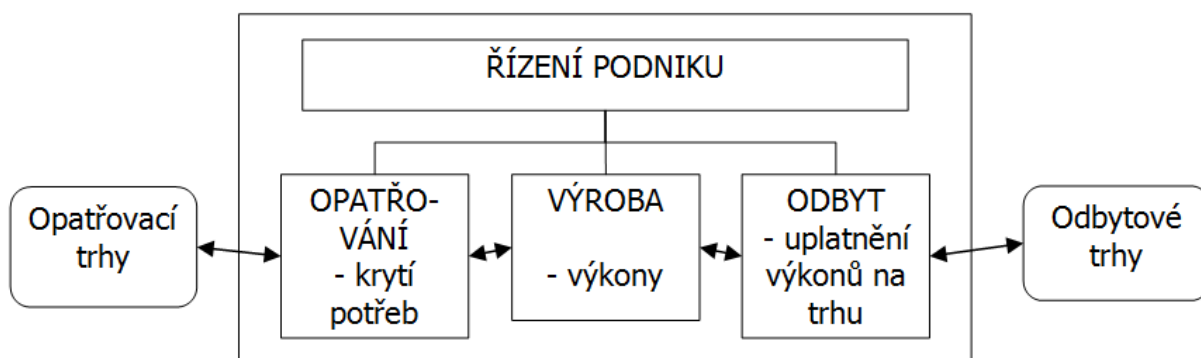 ŘÍZENÍ PODNIKU
Opatřovací
trhy
OPATŘO-
VÁNÍ
- krytí
potřeb
VÝROBA
- výkony
ODBYT
- uplatnění
výkonů na
trhu
Odbytové
trhy